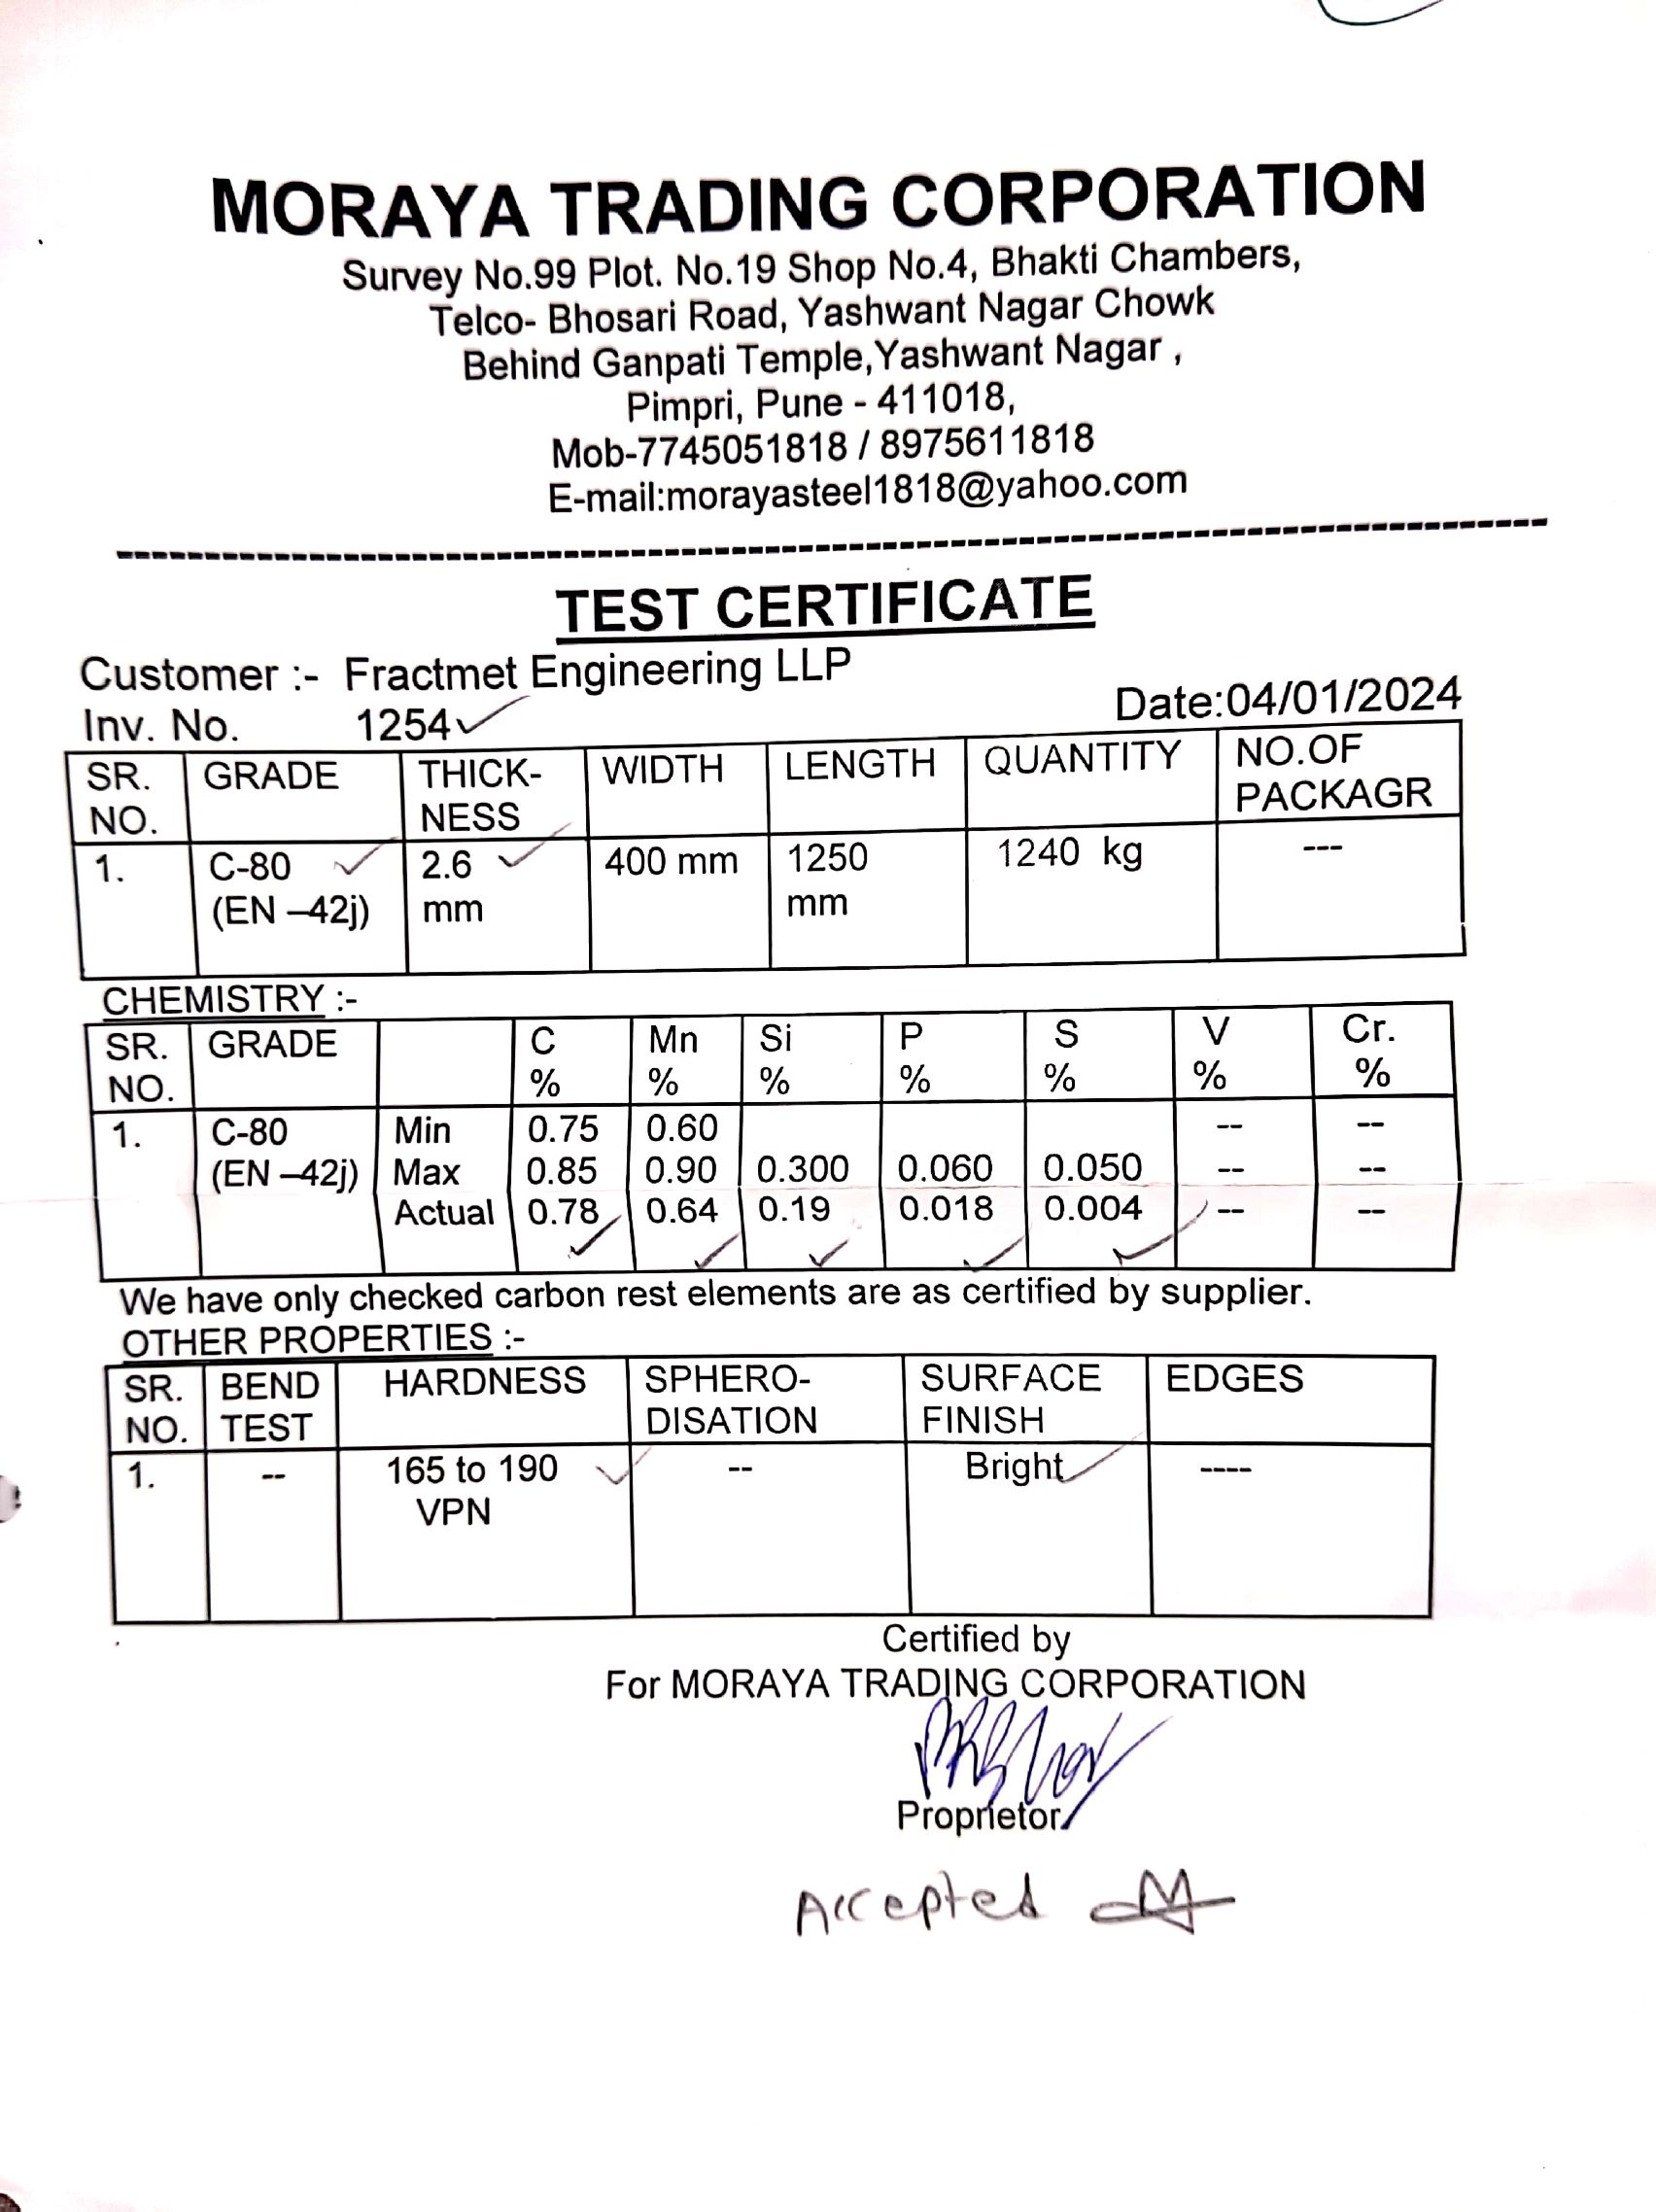 MORAYA TRADING CORPORATION
Survey No.99 Plot. No.19 Shop No.4, Bhakti Chambers,
Telco- Bhosari Road, Yashwant Nagar Chowk
Behind Ganpati Temple,Yashwant Nagar ,
Pimpri, Pune - 411018,
Mob-7745051818 / 8975611818
E-mail:morayasteel1818@yahoo.com
TEST CERTIFICATE
Customer :- Fractmet Engineering LLP
Inv. No. 1254 Date:04/01/2024
SR. NO. GRADE THICK-NESS WIDTH LENGTH QUANTITY NO.OF PACKAGR
1. C-80 (EN –42j) 2.6 mm 400 mm 1250 mm 1240 kg ---
CHEMISTRY :-
SR. NO. GRADE C % Mn % Si % P % S % V % Cr. %
1. C-80 Min 0.75 0.60 -- --
(EN –42j) Max 0.85 0.90 0.300 0.060 0.050 -- --
Actual 0.78 0.64 0.19 0.018 0.004 -- --
We have only checked carbon rest elements are as certified by supplier.
OTHER PROPERTIES :-
SR. NO. BEND TEST HARDNESS SPHERO-DISATION SURFACE FINISH EDGES
1. -- 165 to 190 VPN -- Bright ----
Certified by
For MORAYA TRADING CORPORATION
Proprietor
Accepted